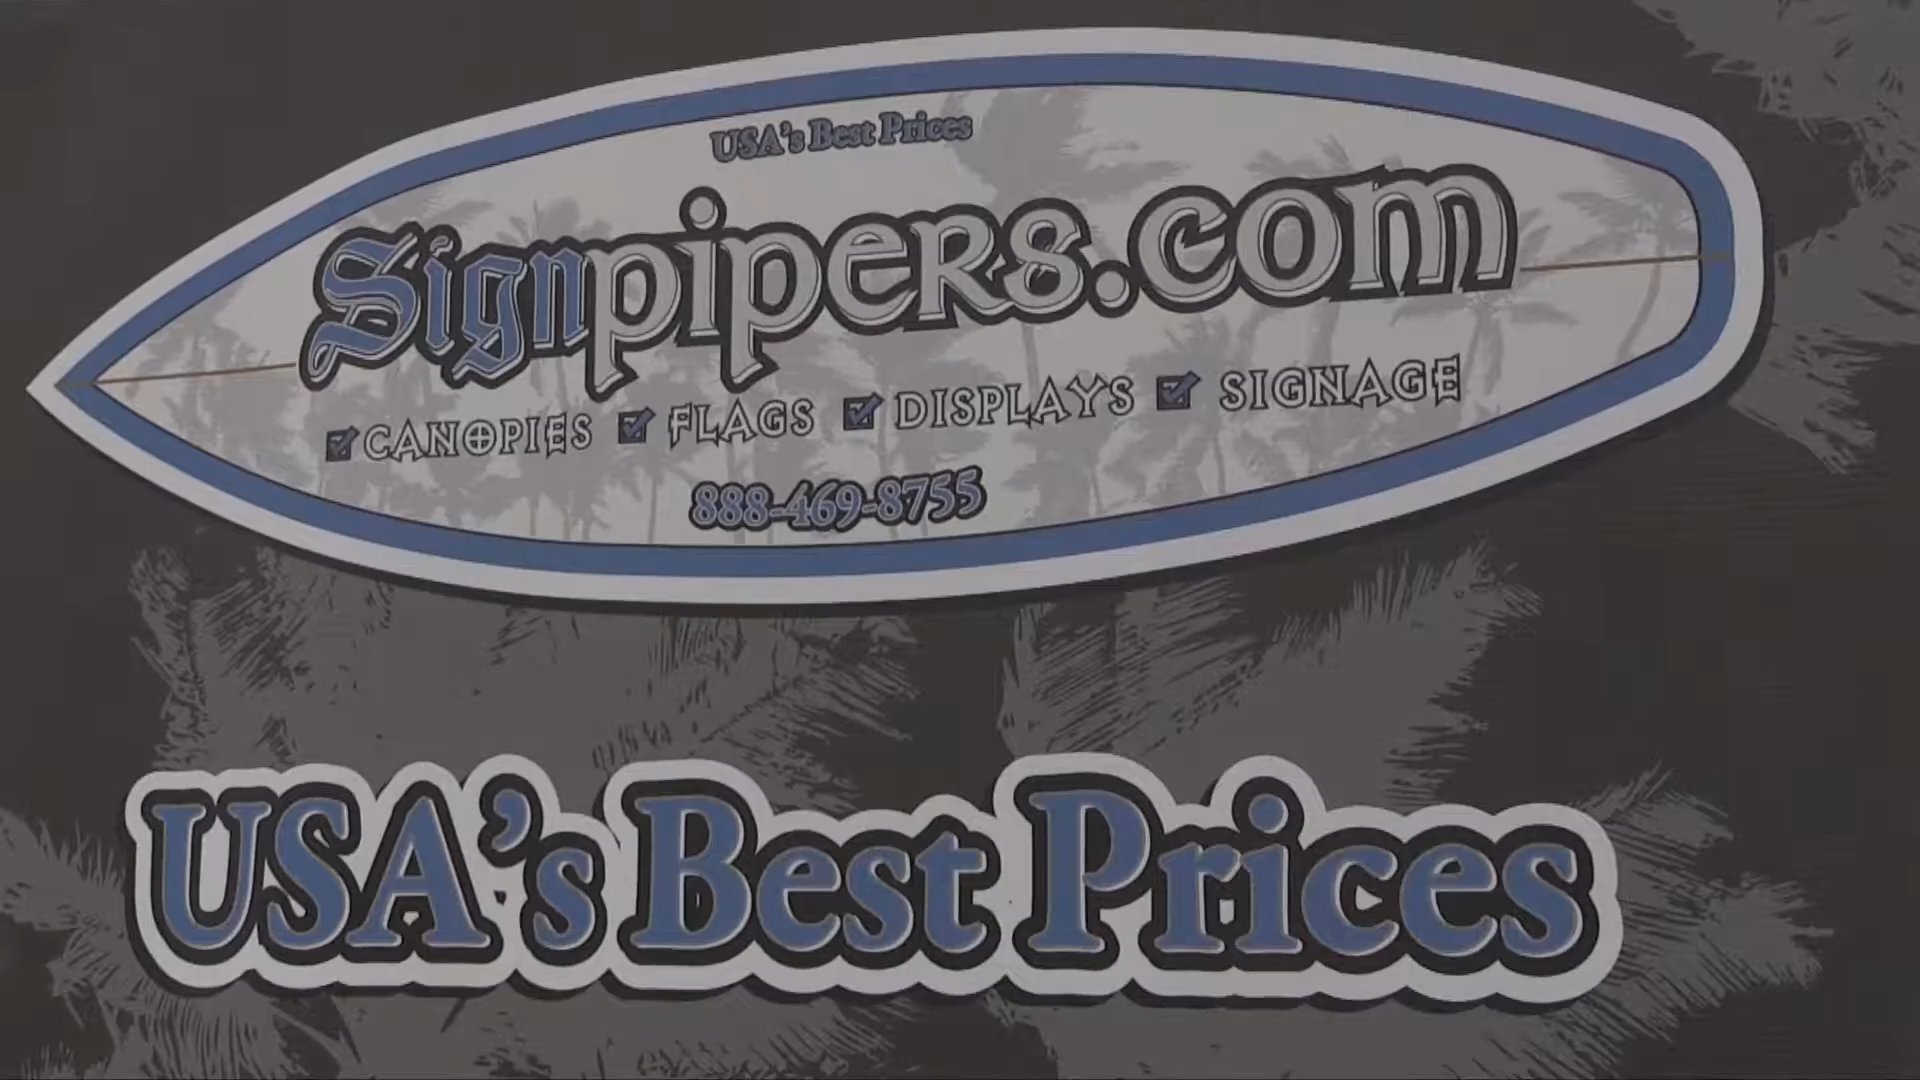 USA's Best Prices
Signpipers.com
CANOPIES FLAGS DISPLAYS SIGNAGE
888-469-8755
USA's Best Prices